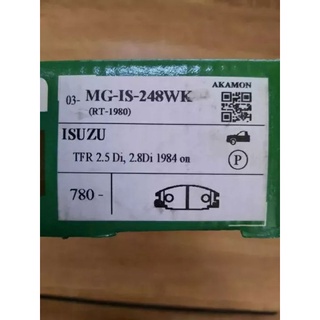 AKAMON
03- MG-IS-248WK
(RT-1980)
ISUZU
TFR 2.5 Di, 2.8Di 1984 on
P
780 -